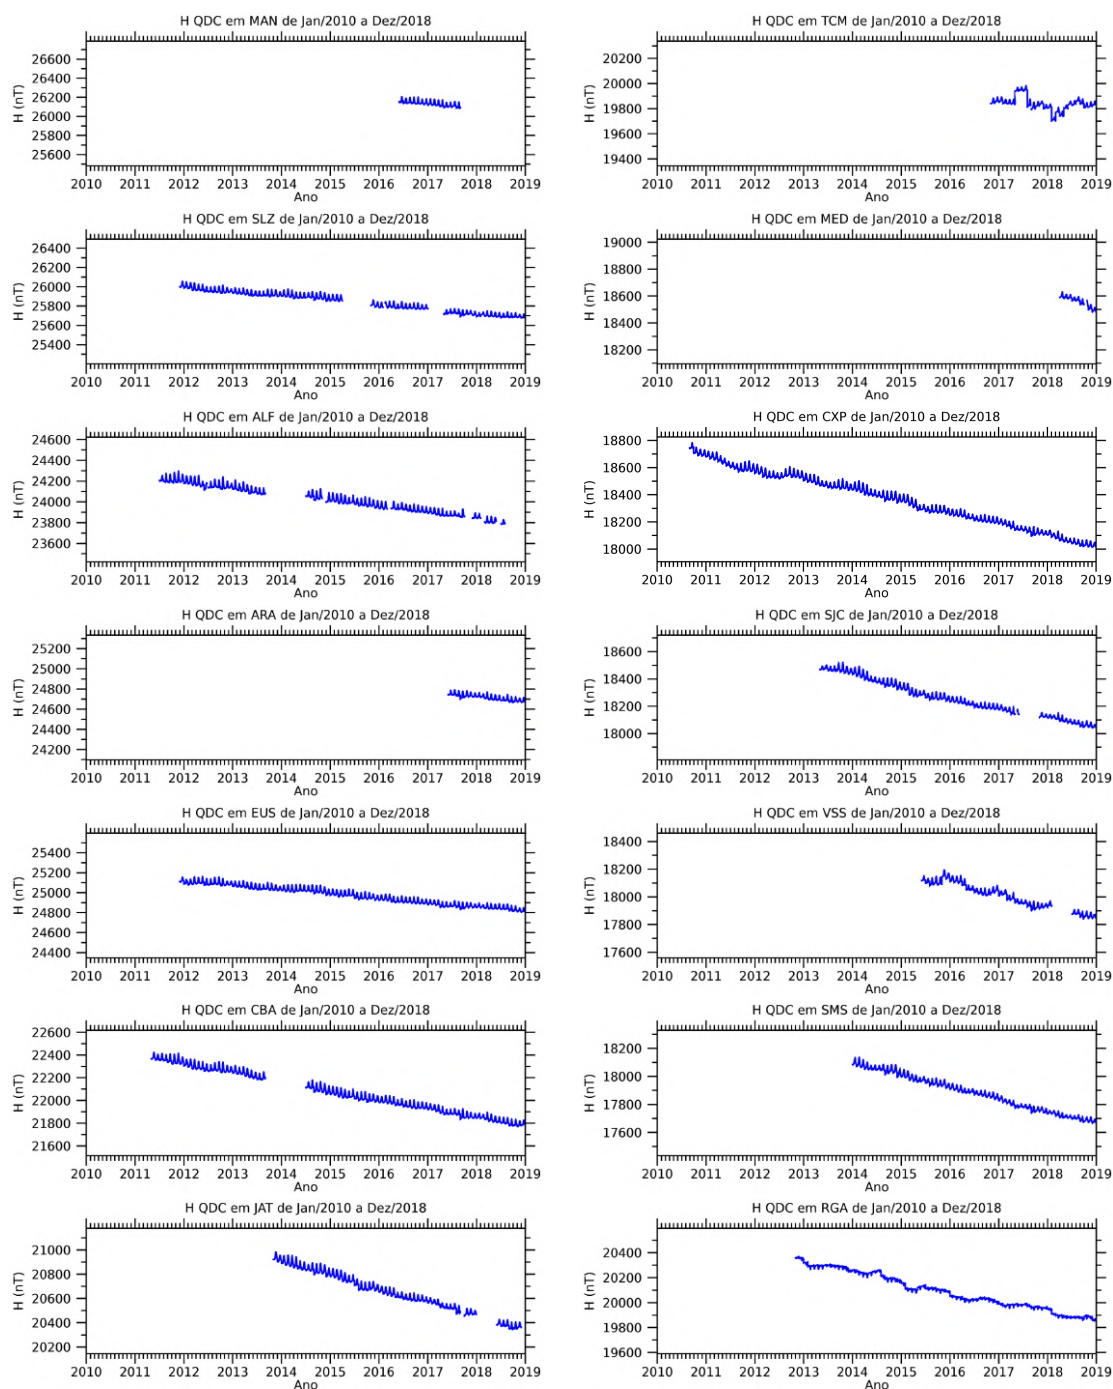 H QDC em MAN de Jan/2010 a Dez/2018
H (nT)
26600
26400
26200
26000
25800
25600
2010 2011 2012 2013 2014 2015 2016 2017 2018 2019
Ano
H QDC em TCM de Jan/2010 a Dez/2018
H (nT)
20200
20000
19800
19600
19400
2010 2011 2012 2013 2014 2015 2016 2017 2018 2019
Ano
H QDC em SLZ de Jan/2010 a Dez/2018
H (nT)
26400
26200
26000
25800
25600
25400
2010 2011 2012 2013 2014 2015 2016 2017 2018 2019
Ano
H QDC em MED de Jan/2010 a Dez/2018
H (nT)
19000
18800
18600
18400
18200
2010 2011 2012 2013 2014 2015 2016 2017 2018 2019
Ano
H QDC em ALF de Jan/2010 a Dez/2018
H (nT)
24600
24400
24200
24000
23800
23600
2010 2011 2012 2013 2014 2015 2016 2017 2018 2019
Ano
H QDC em CXP de Jan/2010 a Dez/2018
H (nT)
18800
18600
18400
18200
18000
2010 2011 2012 2013 2014 2015 2016 2017 2018 2019
Ano
H QDC em ARA de Jan/2010 a Dez/2018
H (nT)
25200
25000
24800
24600
24400
24200
2010 2011 2012 2013 2014 2015 2016 2017 2018 2019
Ano
H QDC em SJC de Jan/2010 a Dez/2018
H (nT)
18600
18400
18200
18000
2010 2011 2012 2013 2014 2015 2016 2017 2018 2019
Ano
H QDC em EUS de Jan/2010 a Dez/2018
H (nT)
25400
25200
25000
24800
24600
24400
2010 2011 2012 2013 2014 2015 2016 2017 2018 2019
Ano
H QDC em VSS de Jan/2010 a Dez/2018
H (nT)
18400
18200
18000
17800
17600
2010 2011 2012 2013 2014 2015 2016 2017 2018 2019
Ano
H QDC em CBA de Jan/2010 a Dez/2018
H (nT)
22600
22400
22200
22000
21800
21600
2010 2011 2012 2013 2014 2015 2016 2017 2018 2019
Ano
H QDC em SMS de Jan/2010 a Dez/2018
H (nT)
18200
18000
17800
17600
2010 2011 2012 2013 2014 2015 2016 2017 2018 2019
Ano
H QDC em JAT de Jan/2010 a Dez/2018
H (nT)
21000
20800
20600
20400
20200
2010 2011 2012 2013 2014 2015 2016 2017 2018 2019
Ano
H QDC em RGA de Jan/2010 a Dez/2018
H (nT)
20400
20200
20000
19800
19600
2010 2011 2012 2013 2014 2015 2016 2017 2018 2019
Ano